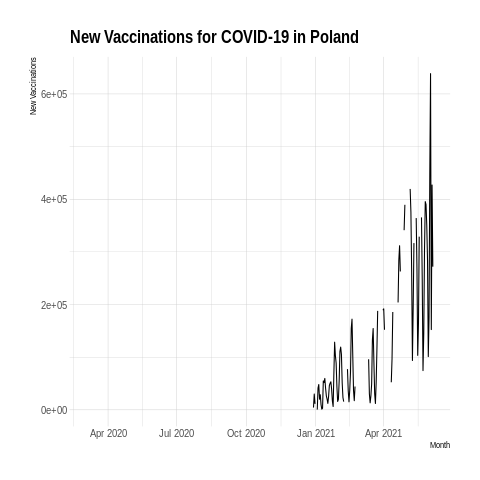 New Vaccinations for COVID-19 in Poland
New Vaccinations
6e+05
4e+05
2e+05
0e+00
Apr 2020 Jul 2020 Oct 2020 Jan 2021 Apr 2021
Month